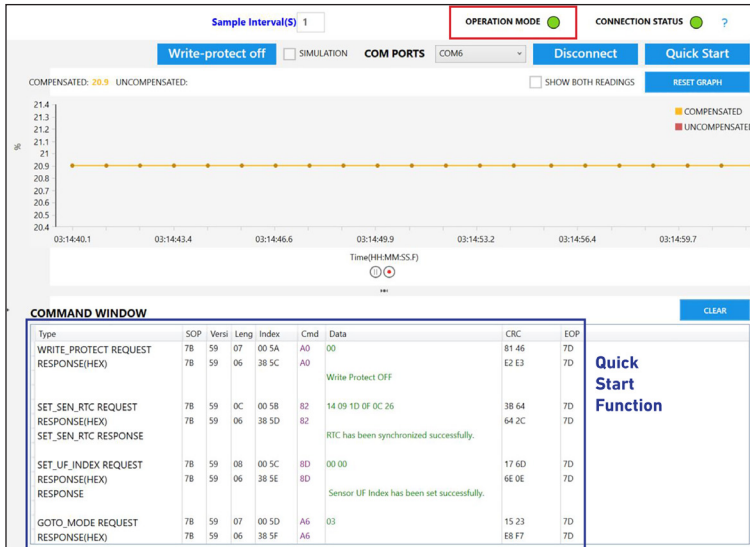 Sample Interval(S) 1 OPERATION MODE CONNECTION STATUS ?
Write-protect off SIMULATION COM PORTS COM6 Disconnect Quick Start
COMPENSATED: 20.9 UNCOMPENSATED: SHOW BOTH READINGS RESET GRAPH
COMPENSATED
UNCOMPENSATED
%
21.4
21.3
21.2
21.1
21
20.9
20.8
20.7
20.6
20.5
20.4
03:14:40.1 03:14:43.4 03:14:46.6 03:14:49.9 03:14:53.2 03:14:56.4 03:14:59.7
Time(HH:MM:SS.F)
COMMAND WINDOW CLEAR
Type SOP Versi Leng Index Cmd Data CRC EOP
WRITE_PROTECT REQUEST 7B 59 07 00 5A A0 00 81 46 7D
RESPONSE(HEX) 7B 59 06 38 5C A0 E2 E3 7D
Write Protect OFF
SET_SEN_RTC REQUEST 7B 59 0C 00 5B 82 14 09 1D 0F 0C 26 3B 64 7D
RESPONSE(HEX) 7B 59 06 38 5D 82 64 2C 7D
SET_SEN_RTC RESPONSE RTC has been synchronized successfully.
SET_UF_INDEX REQUEST 7B 59 08 00 5C 8D 00 00 17 6D 7D
RESPONSE(HEX) 7B 59 06 38 5E 8D 6E 0E 7D
RESPONSE Sensor UF Index has been set successfully.
GOTO_MODE REQUEST 7B 59 07 00 5D A6 03 15 23 7D
RESPONSE(HEX) 7B 59 06 38 5F A6 E8 F7 7D
Quick
Start
Function